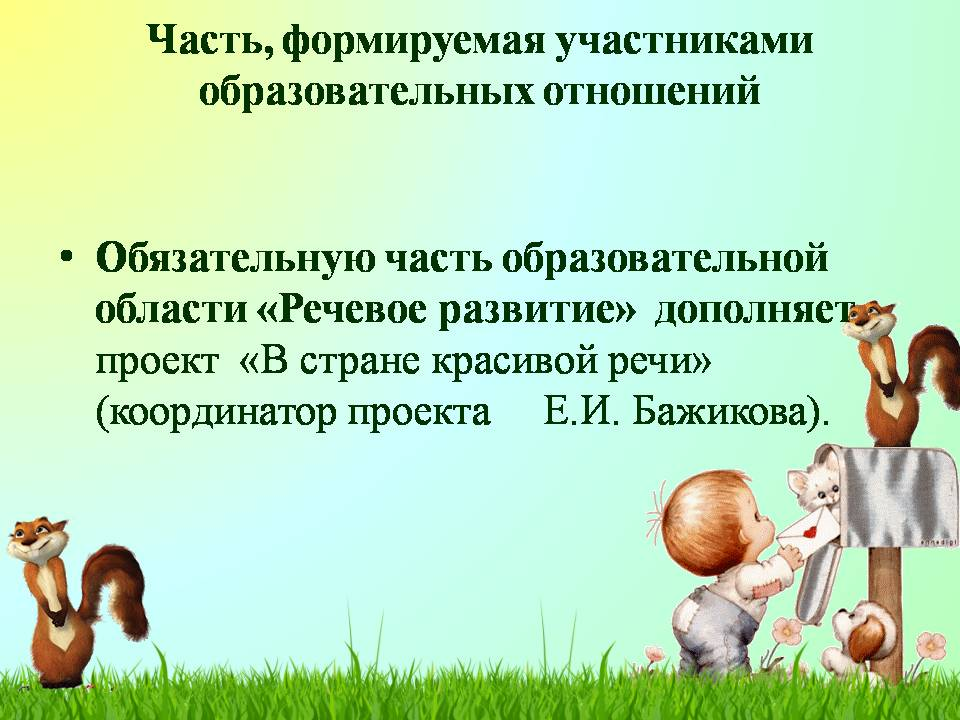 Часть, формируемая участниками
образовательных отношений
• Обязательную часть образовательной
области «Речевое развитие» дополняет
проект «В стране красивой речи»
(координатор проекта Е.И. Бажикова).